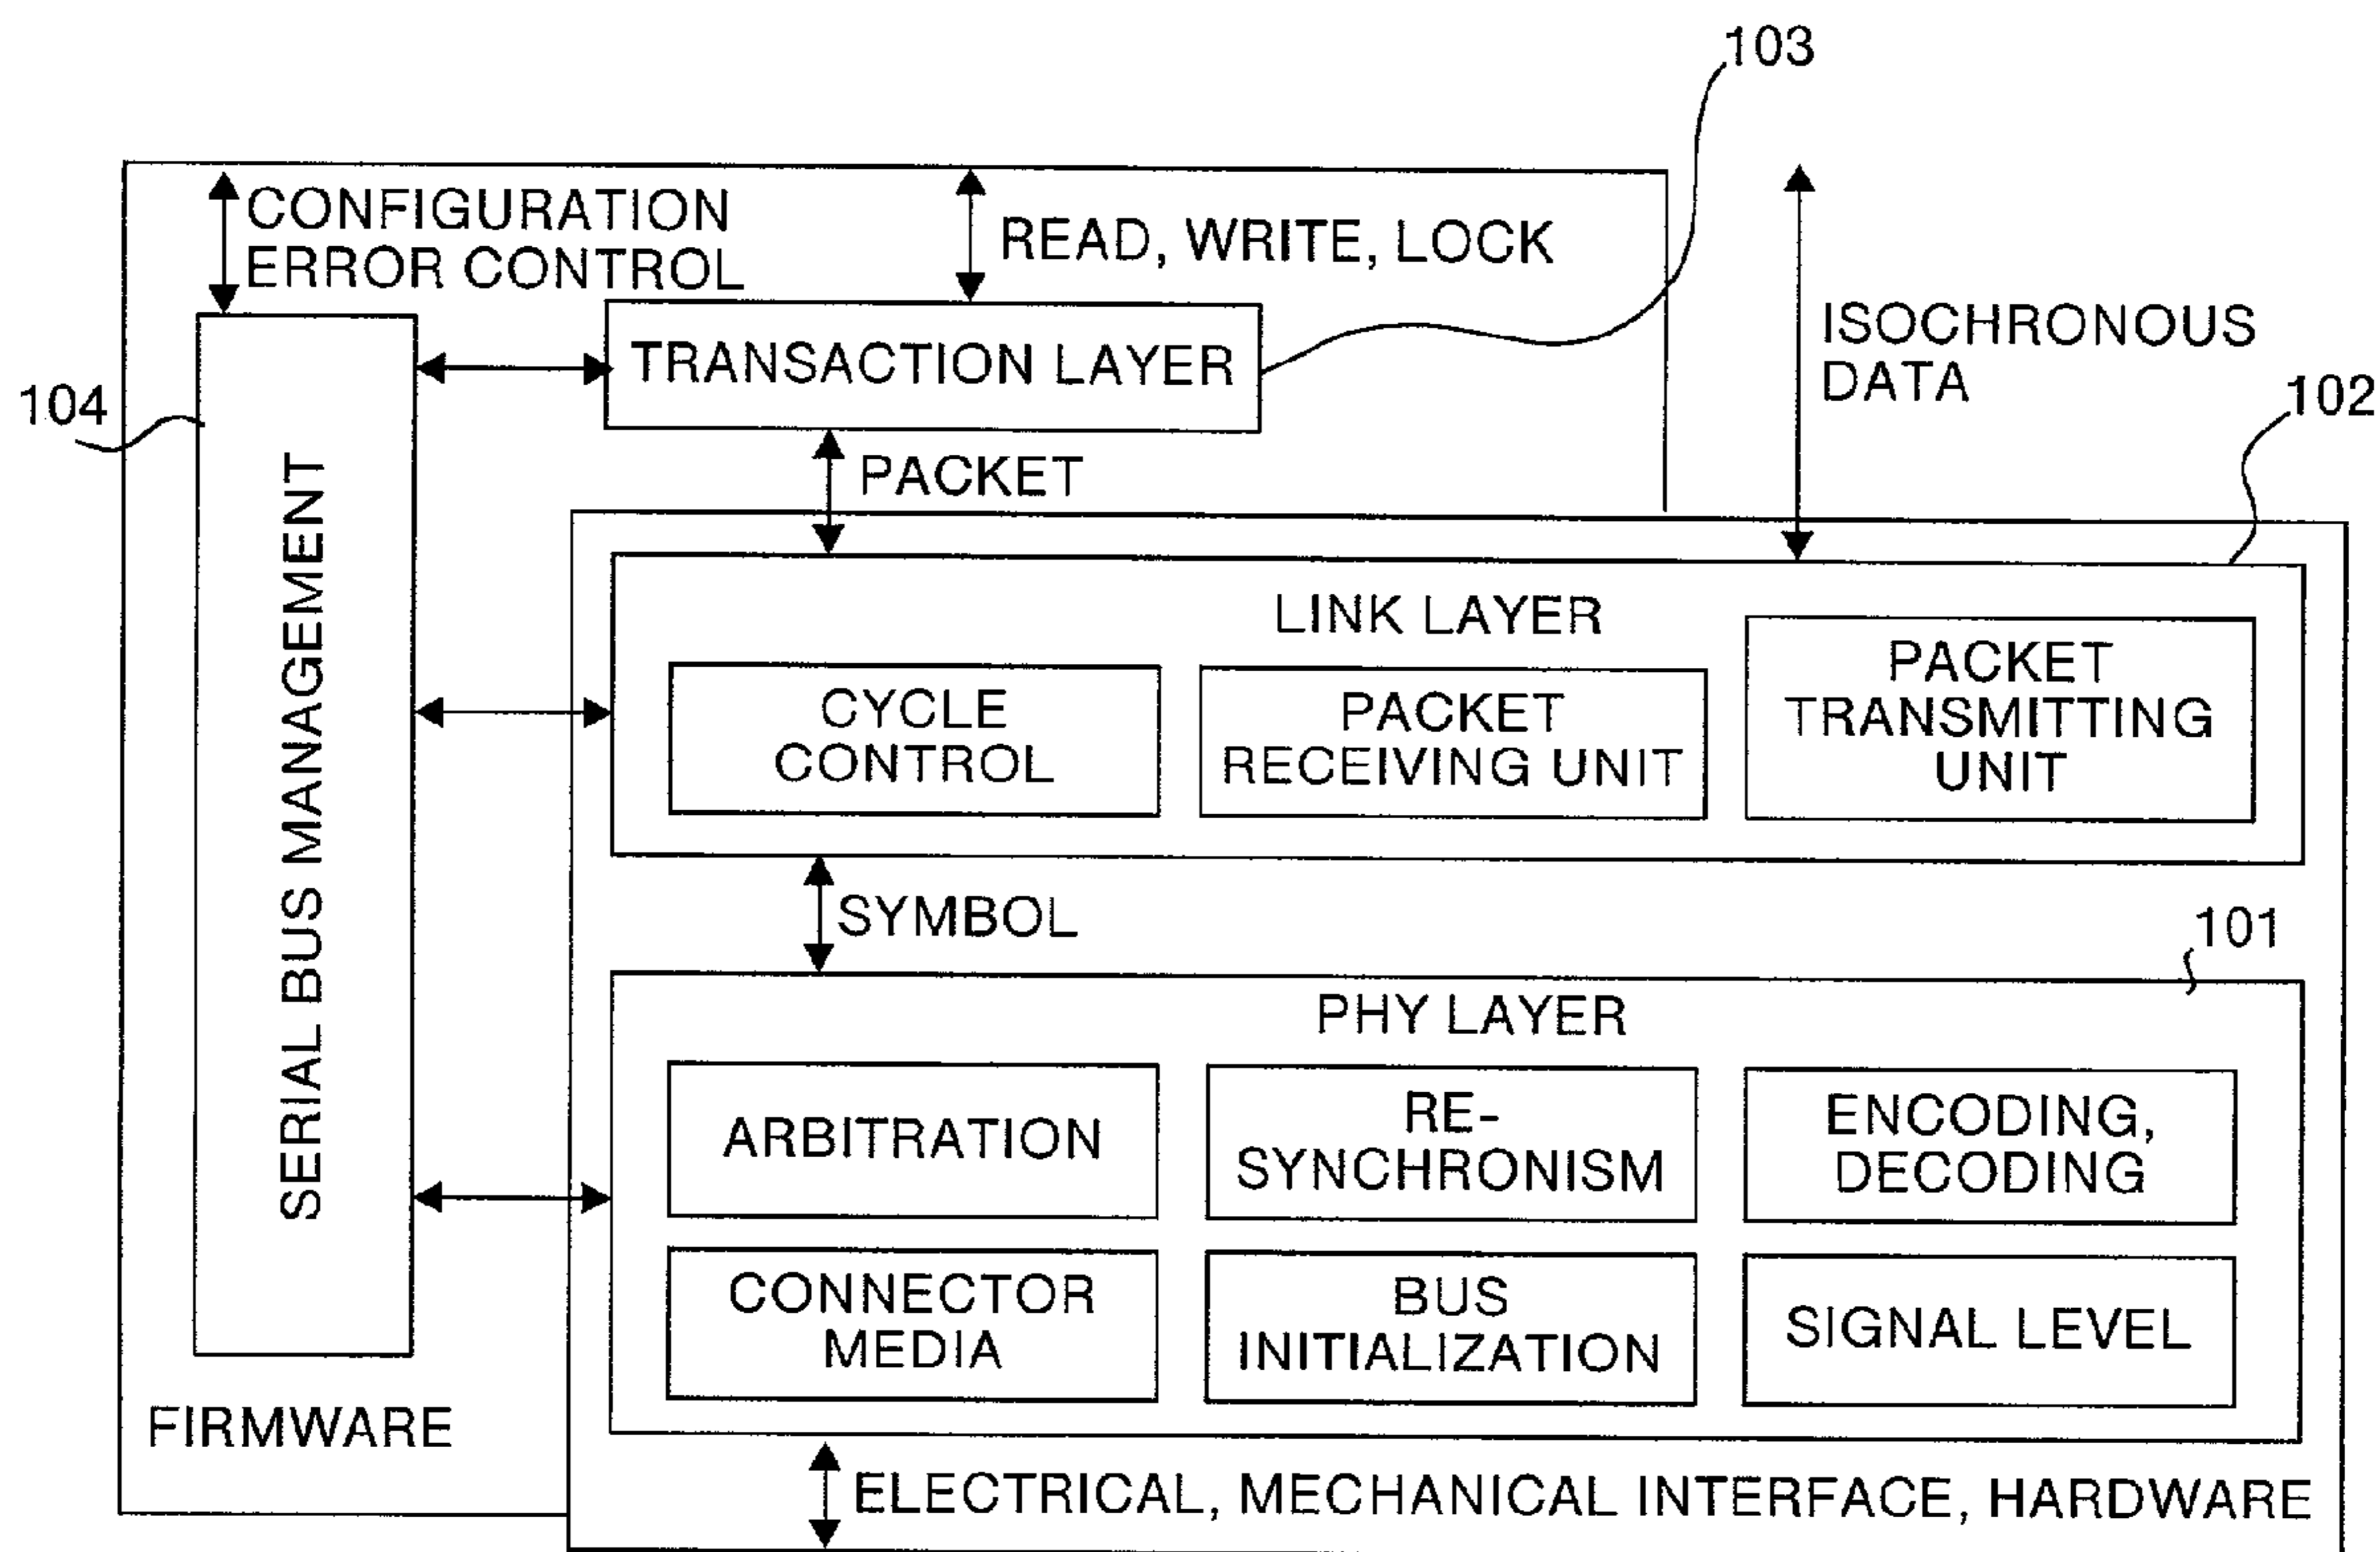 103
CONFIGURATION
ERROR CONTROL
READ, WRITE, LOCK
ISOCHRONOUS
DATA
TRANSACTION LAYER
104
102
PACKET
SERIAL BUS MANAGEMENT
LINK LAYER
CYCLE
CONTROL
PACKET
RECEIVING UNIT
PACKET
TRANSMITTING
UNIT
SYMBOL
101
PHY LAYER
ARBITRATION
RE-
SYNCHRONISM
ENCODING,
DECODING
CONNECTOR
MEDIA
BUS
INITIALIZATION
SIGNAL LEVEL
FIRMWARE
ELECTRICAL, MECHANICAL INTERFACE, HARDWARE